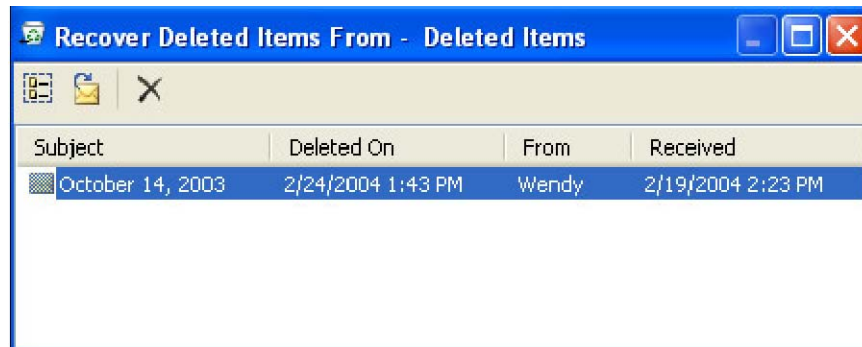 Recover Deleted Items From - Deleted Items
Subject Deleted On From Received
October 14, 2003 2/24/2004 1:43 PM Wendy 2/19/2004 2:23 PM